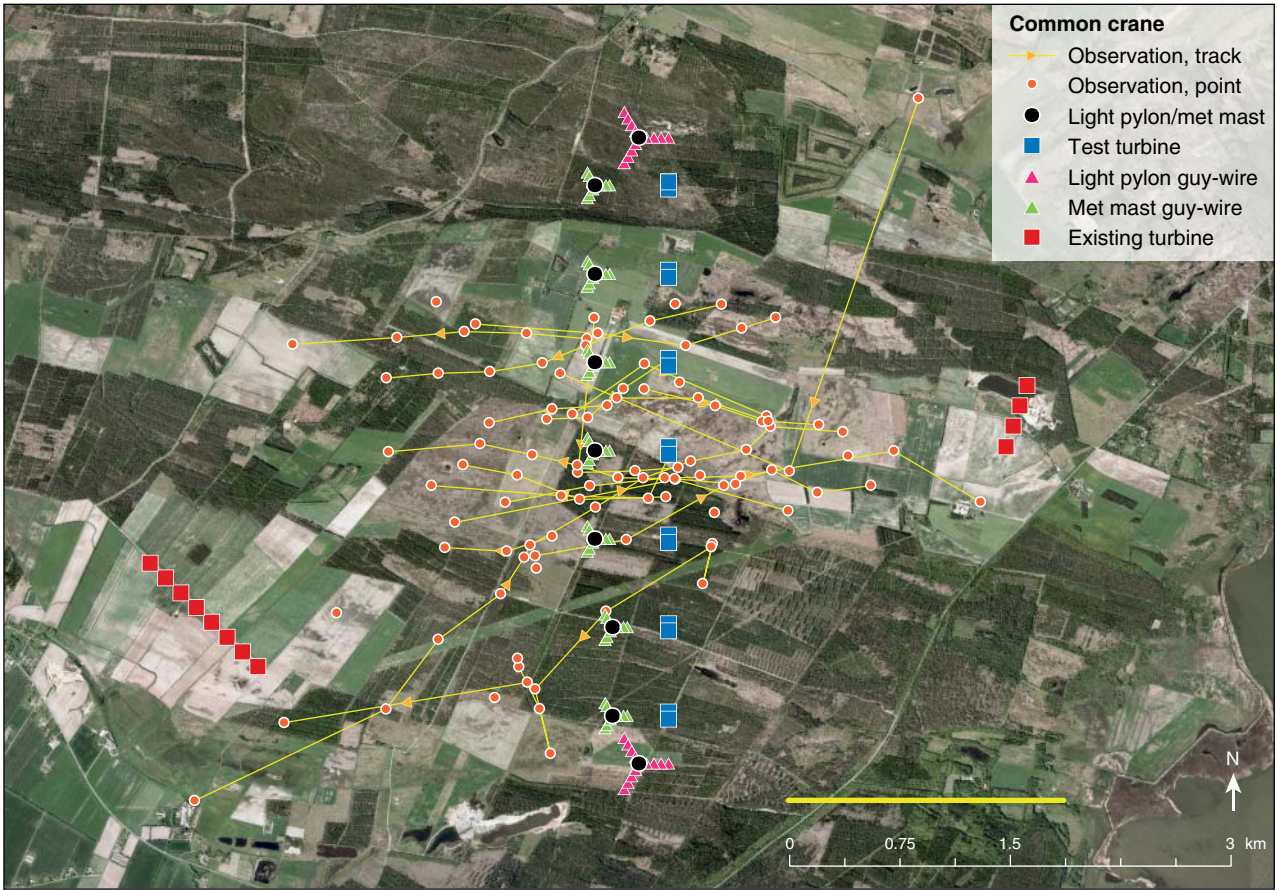 Common crane
Observation, track
Observation, point
Light pylon/met mast
Test turbine
Light pylon guy-wire
Met mast guy-wire
Existing turbine
N
0 0.75 1.5 3 km